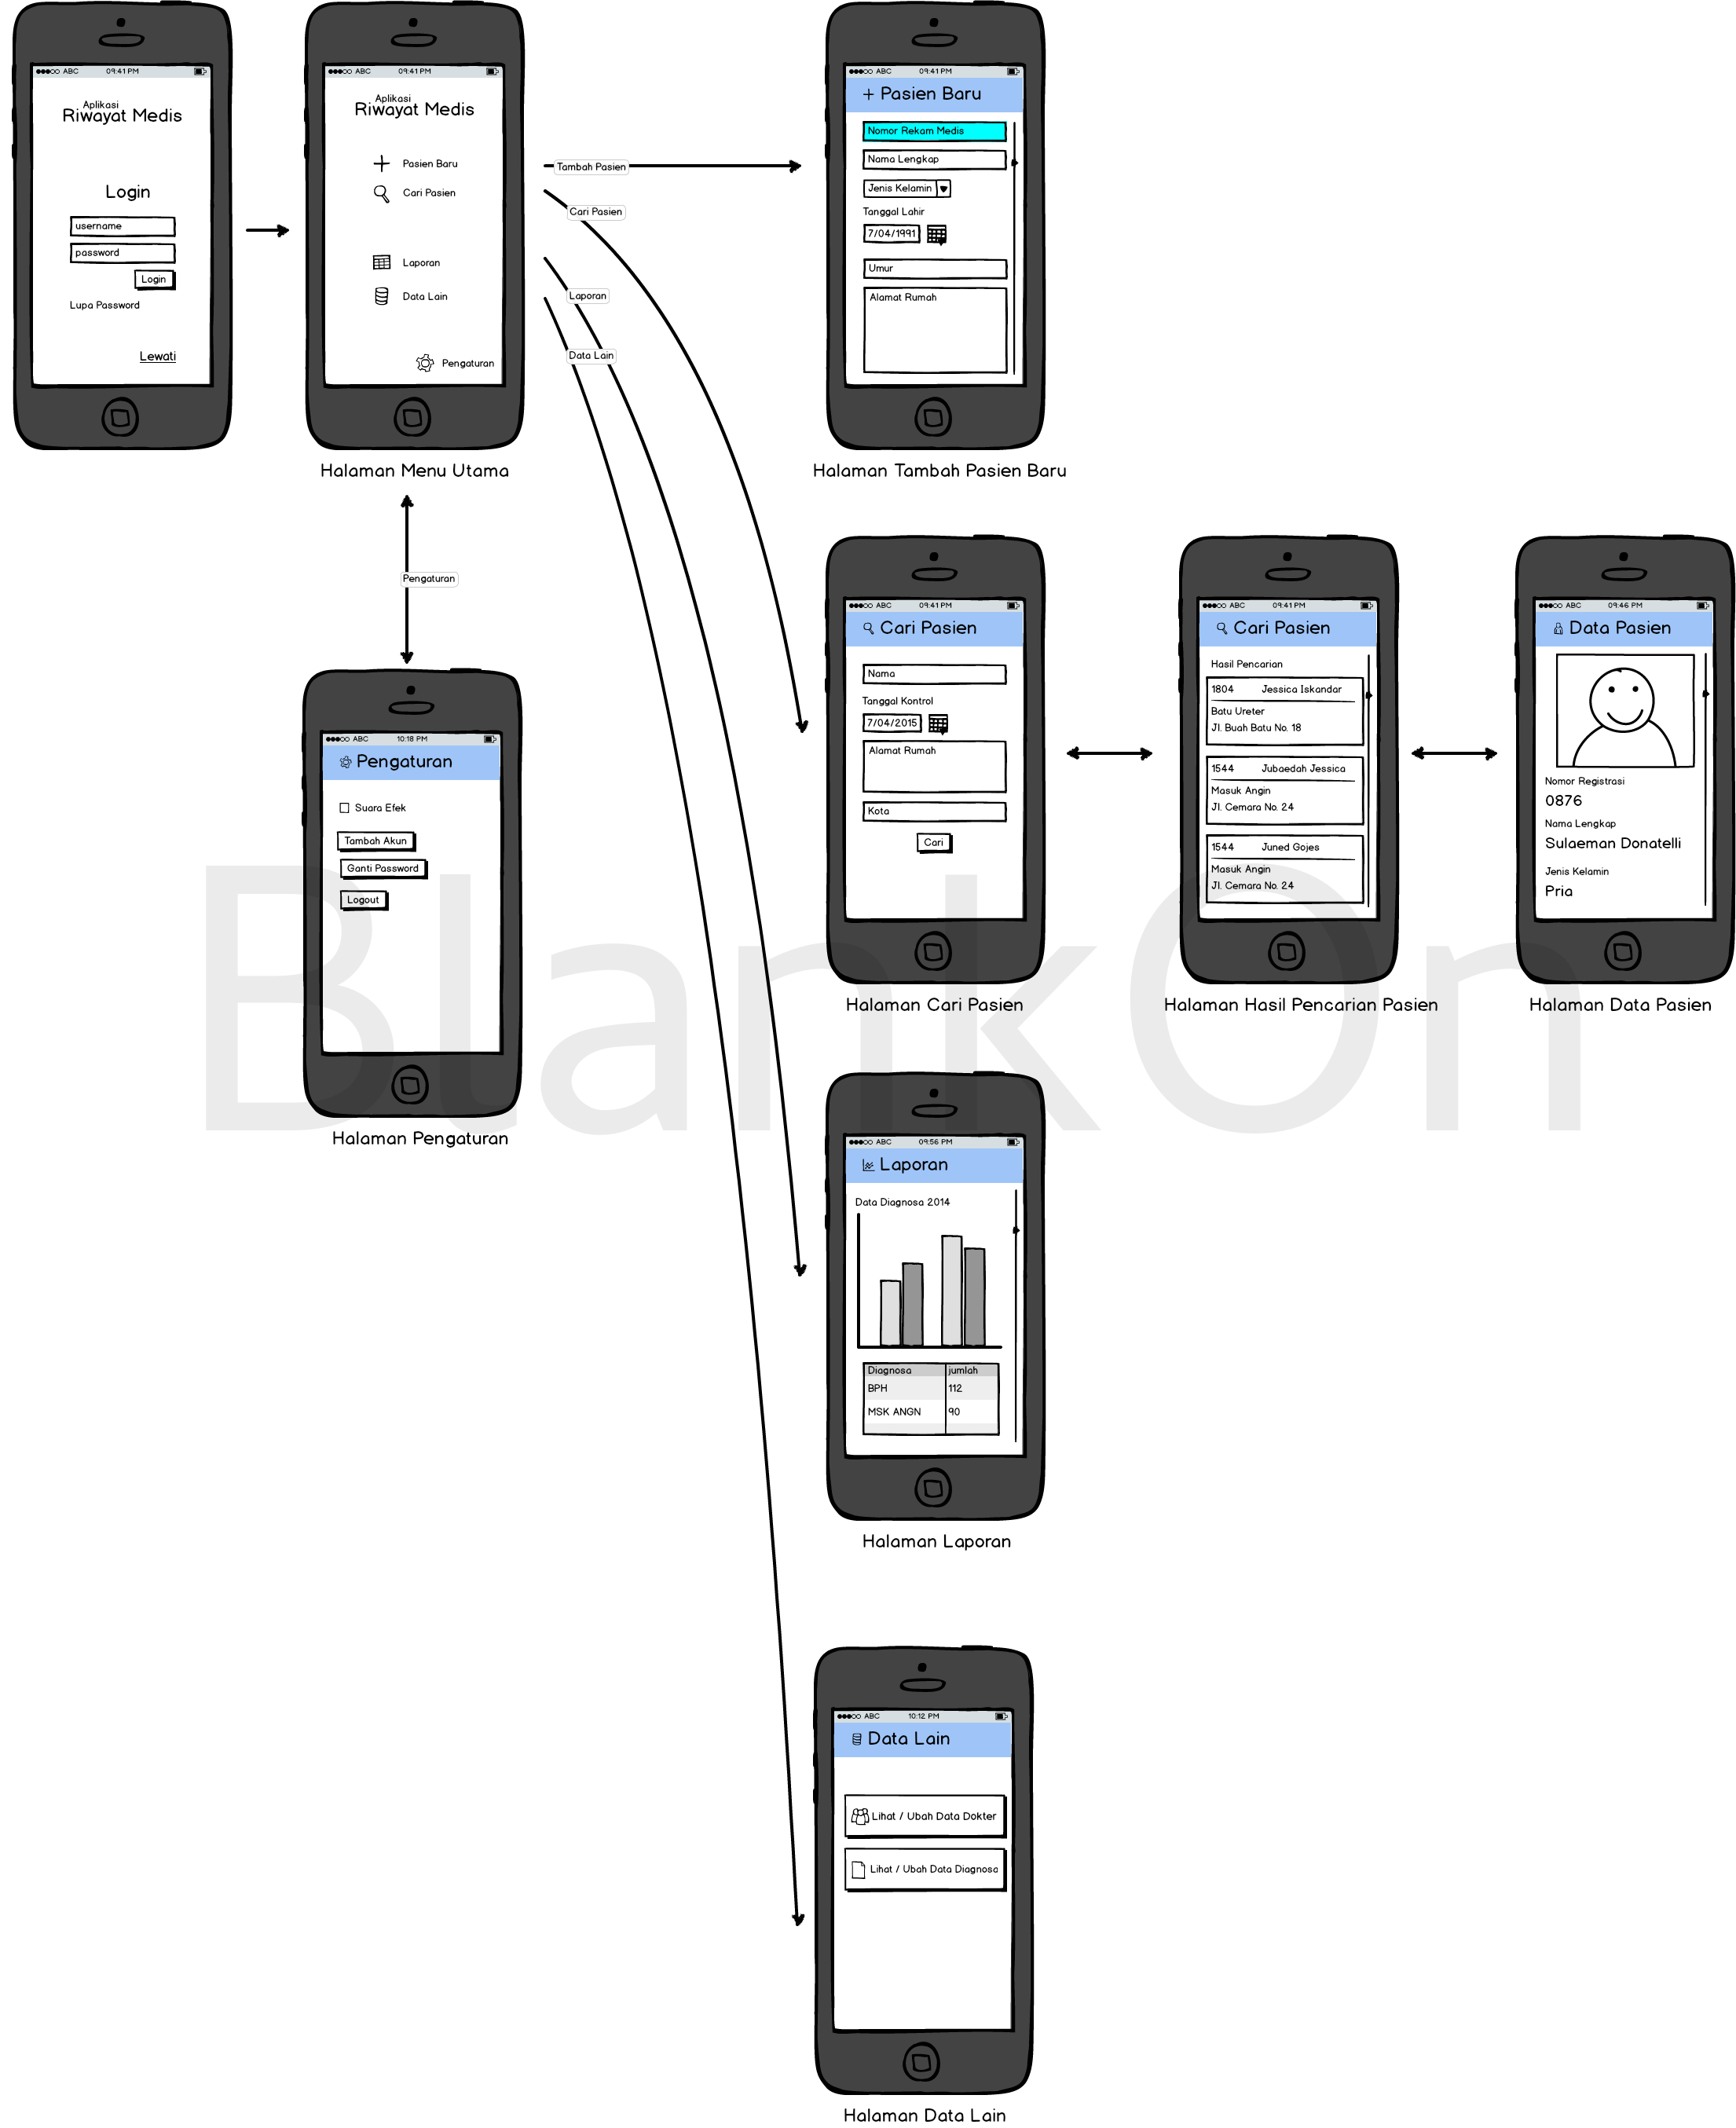 ABC 09:41 PM
Aplikasi
Riwayat Medis
Login
username
password
Login
Lupa Password
Lewati
ABC 09:41 PM
Aplikasi
Riwayat Medis
Pasien Baru
Cari Pasien
Laporan
Data Lain
Pengaturan
Halaman Menu Utama
Tambah Pasien
Cari Pasien
Laporan
Data Lain
Pengaturan
ABC 09:41 PM
Pasien Baru
Nomor Rekam Medis
Nama Lengkap
Jenis Kelamin
Tanggal Lahir
7/04/1991
Umur
Alamat Rumah
Halaman Tambah Pasien Baru
ABC 10:18 PM
Pengaturan
Suara Efek
Tambah Akun
Ganti Password
Logout
Halaman Pengaturan
ABC 09:41 PM
Cari Pasien
Nama
Tanggal Kontrol
7/04/2015
Alamat Rumah
Kota
Cari
Halaman Cari Pasien
ABC 09:41 PM
Cari Pasien
Hasil Pencarian
1804 Jessica Iskandar
Batu Ureter
Jl. Buah Batu No. 18
1544 Jubaedah Jessica
Masuk Angin
Jl. Cemara No. 24
1544 Juned Gojes
Masuk Angin
Jl. Cemara No. 24
Halaman Hasil Pencarian Pasien
ABC 09:46 PM
Data Pasien
Nomor Registrasi
0876
Nama Lengkap
Sulaeman Donatelli
Jenis Kelamin
Pria
Halaman Data Pasien
BlankOn
ABC 09:56 PM
Laporan
Data Diagnosa 2014
Diagnosa jumlah
BPH 112
MSK ANGN 90
Halaman Laporan
ABC 10:12 PM
Data Lain
Lihat / Ubah Data Dokter
Lihat / Ubah Data Diagnosa
Halaman Data Lain